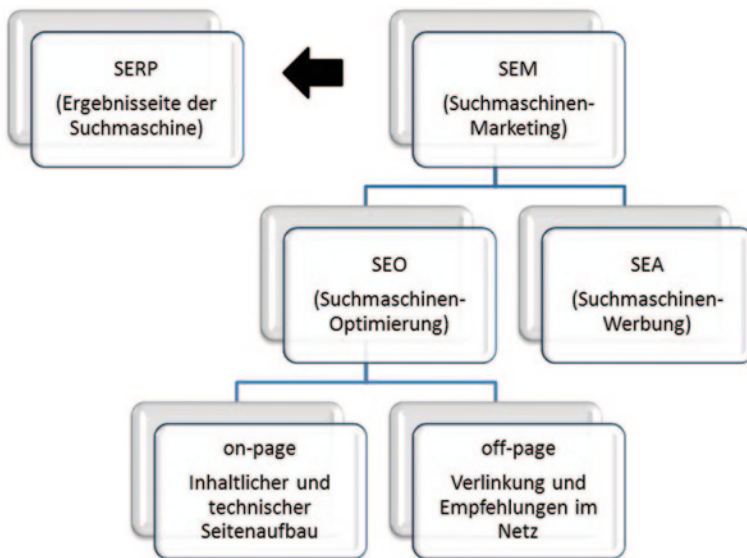 SERP
(Ergebnisseite der
Suchmaschine)
SEM
(Suchmaschinen-
Marketing)
SEO
(Suchmaschinen-
Optimierung)
SEA
(Suchmaschinen-
Werbung)
on-page
Inhaltlicher und
technischer
Seitenaufbau
off-page
Verlinkung und
Empfehlungen im
Netz